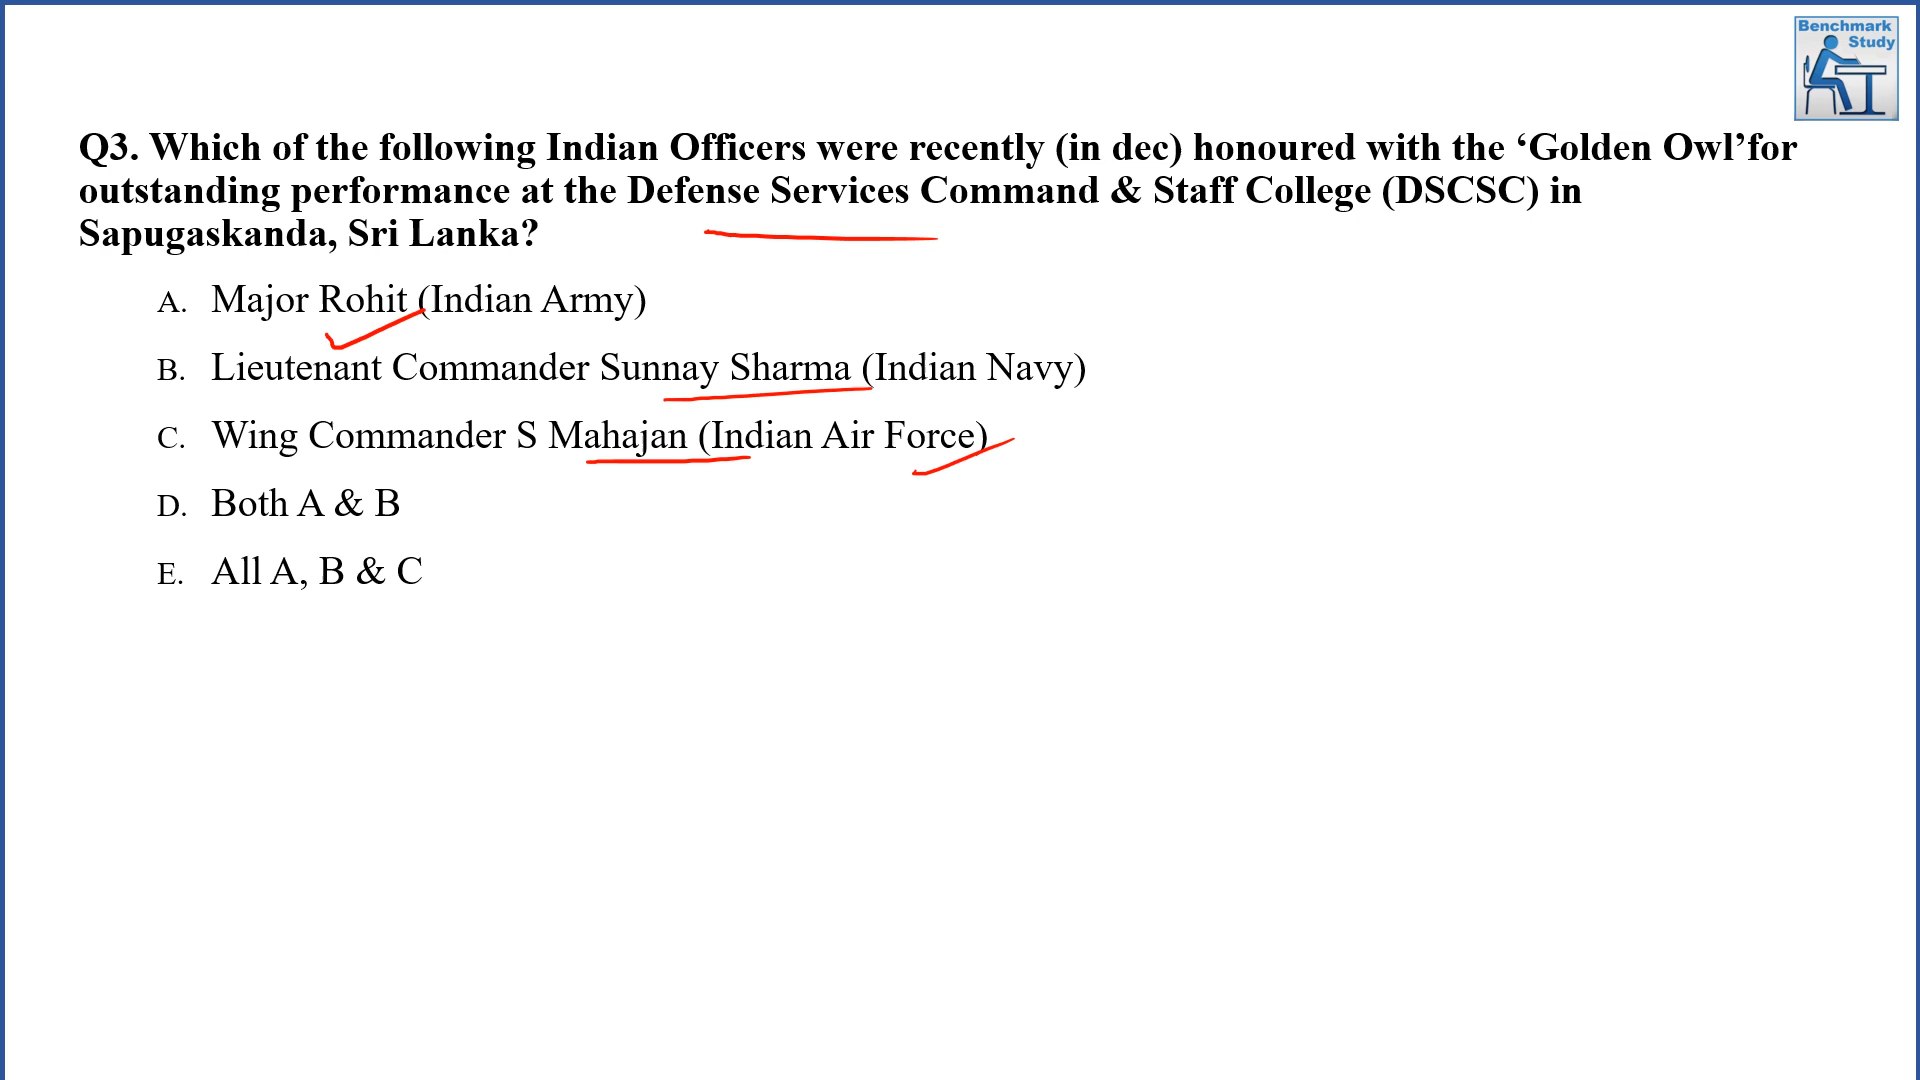 Benchmark
Study
Q3. Which of the following Indian Officers were recently (in dec) honoured with the ‘Golden Owl’for
outstanding performance at the Defense Services Command & Staff College (DSCSC) in
Sapugaskanda, Sri Lanka?
A. Major Rohit (Indian Army)
B. Lieutenant Commander Sunnay Sharma (Indian Navy)
C. Wing Commander S Mahajan (Indian Air Force)
D. Both A & B
E. All A, B & C